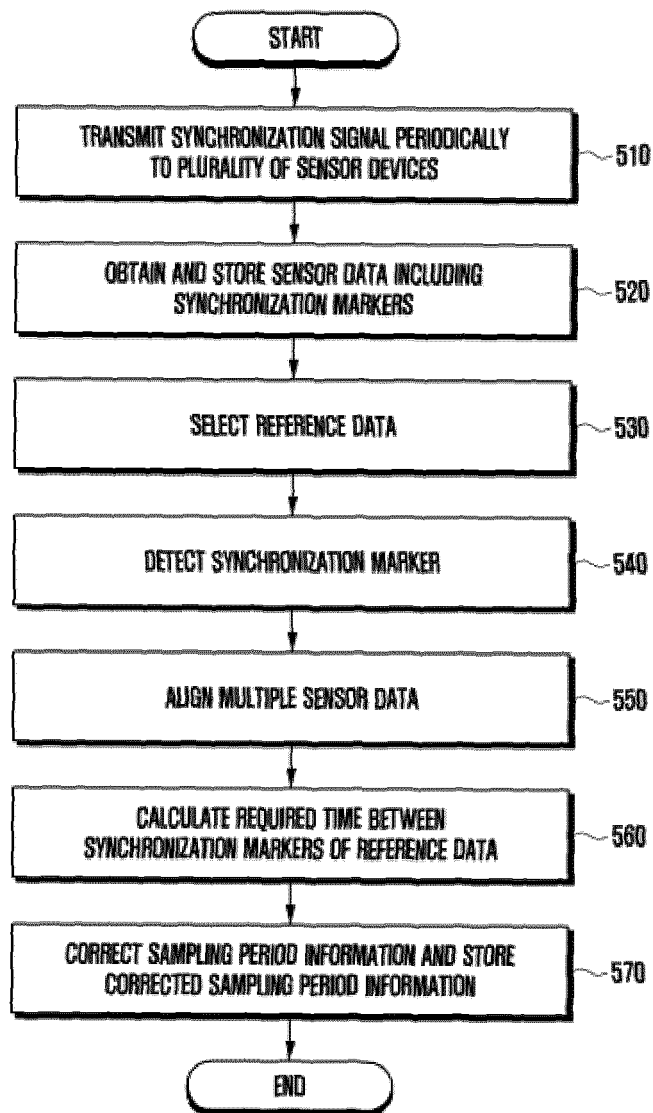 START
TRANSMIT SYNCHRONIZATION SIGNAL PERIODICALLY
TO PLURALITY OF SENSOR DEVICES
510
OBTAIN AND STORE SENSOR DATA INCLUDING
SYNCHRONIZATION MARKERS
520
SELECT REFERENCE DATA
530
DETECT SYNCHRONIZATION MARKER
540
ALIGN MULTIPLE SENSOR DATA
550
CALCULATE REQUIRED TIME BETWEEN
SYNCHRONIZATION MARKERS OF REFERENCE DATA
560
CORRECT SAMPLING PERIOD INFORMATION AND STORE
CORRECTED SAMPLING PERIOD INFORMATION
570
END